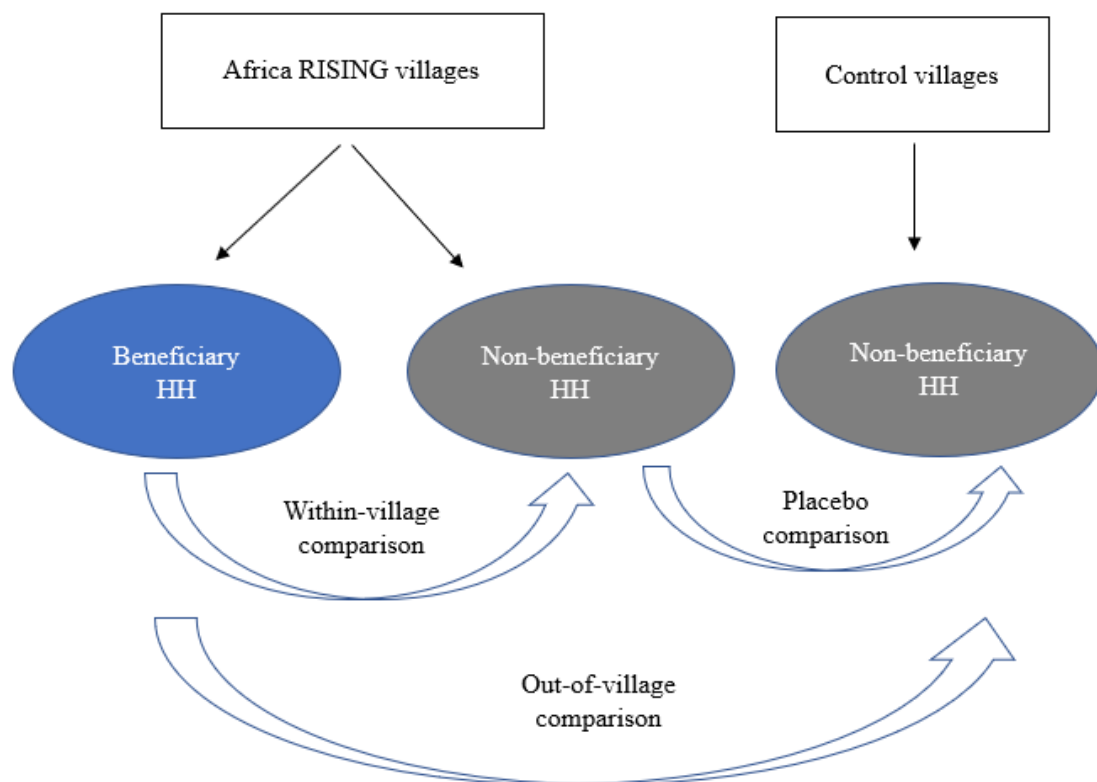 Africa RISING villages
Control villages
Beneficiary
HH
Non-beneficiary
HH
Non-beneficiary
HH
Within-village
comparison
Placebo
comparison
Out-of-village
comparison